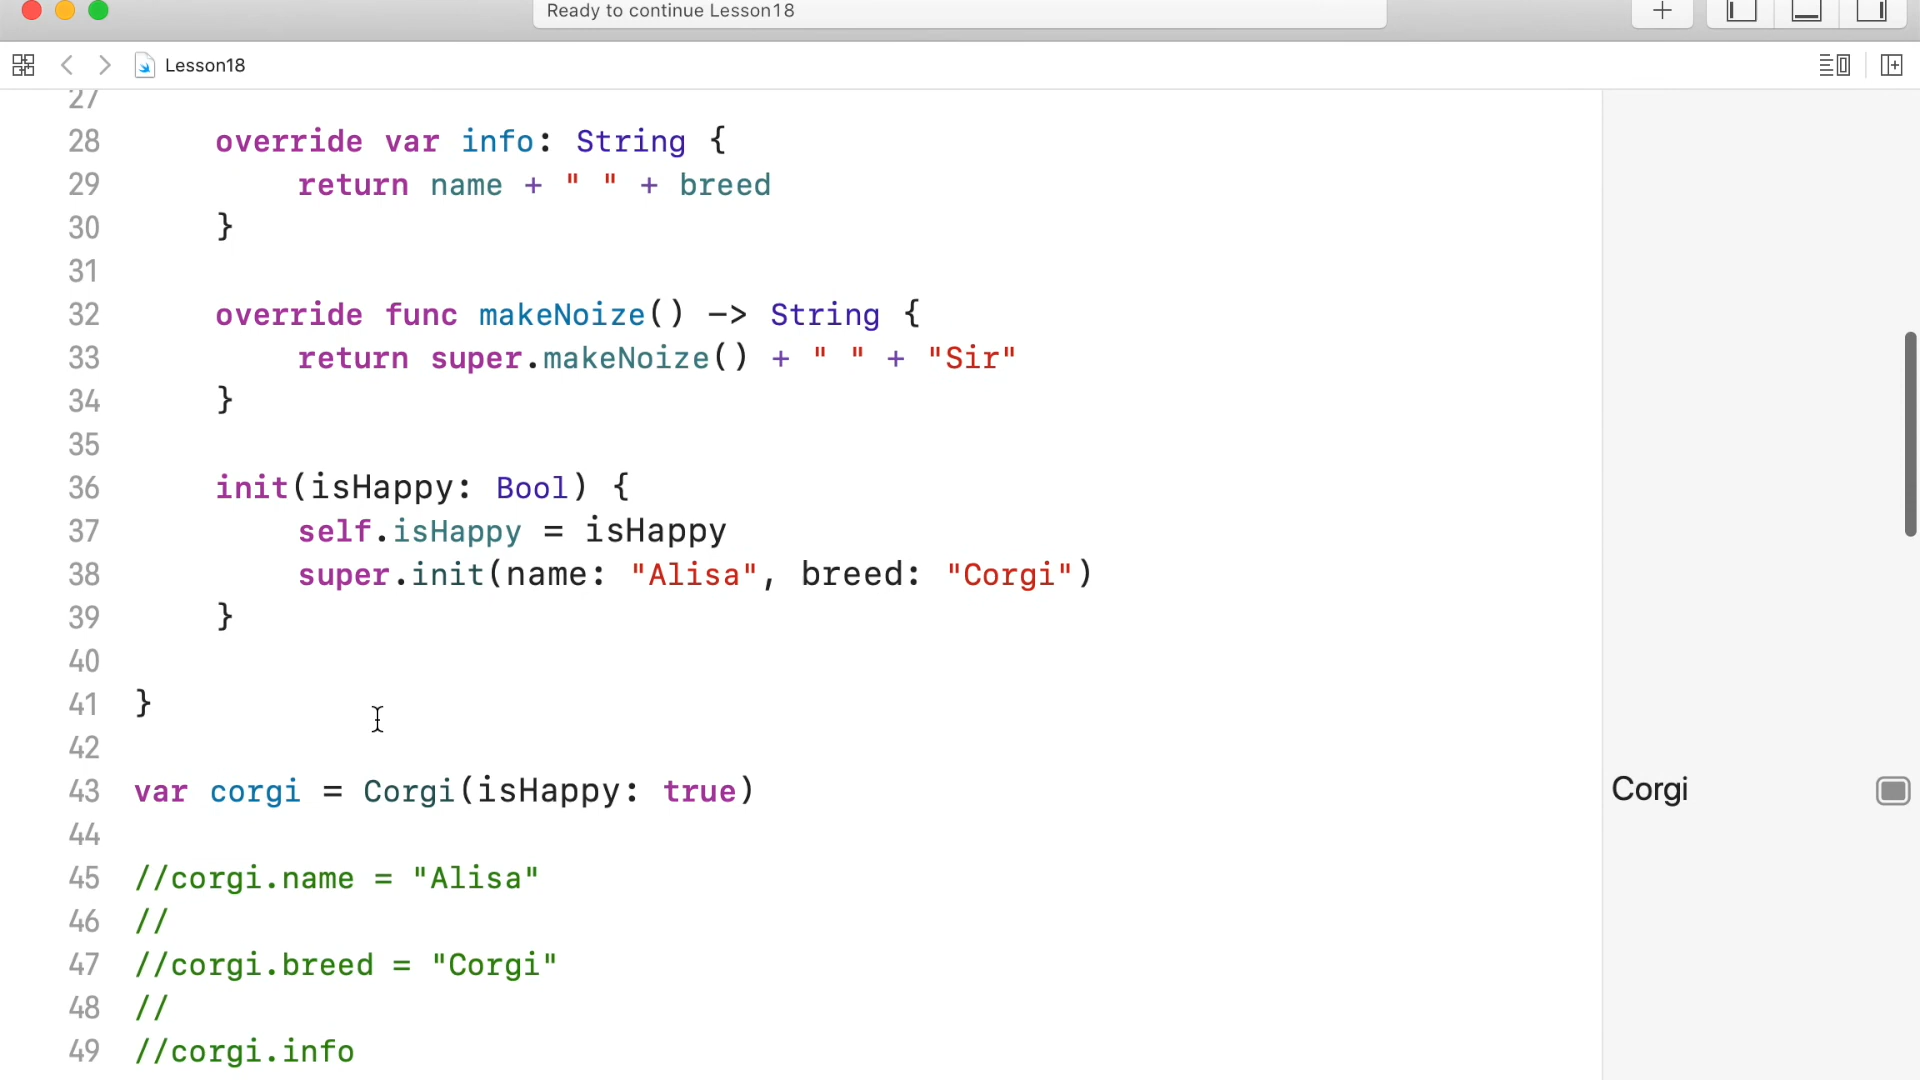 Ready to continue Lesson18
Lesson18
27
28 override var info: String {
29 return name + " " + breed
30 }
31
32 override func makeNoize() -> String {
33 return super.makeNoize() + " " + "Sir"
34 }
35
36 init(isHappy: Bool) {
37 self.isHappy = isHappy
38 super.init(name: "Alisa", breed: "Corgi")
39 }
40
41 }
42
43 var corgi = Corgi(isHappy: true) Corgi
44
45 //corgi.name = "Alisa"
46 //
47 //corgi.breed = "Corgi"
48 //
49 //corgi.info